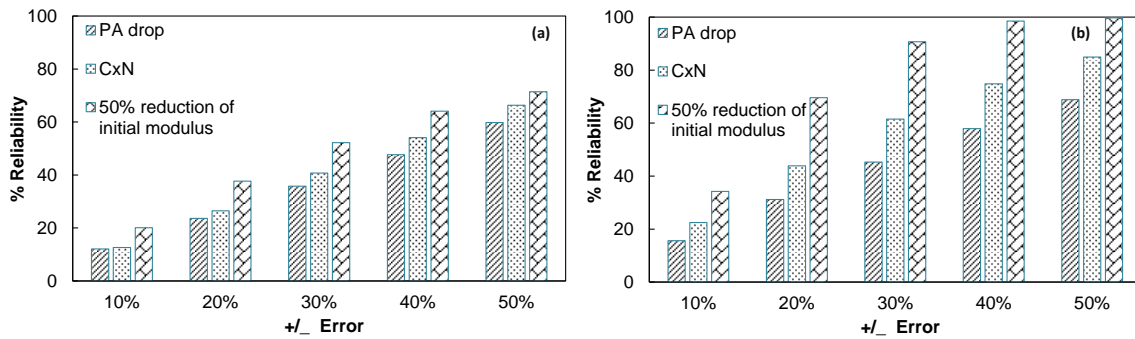 100
80
60
40
20
0
% Reliability
PA drop
CxN
50% reduction of
initial modulus
(a)
10% 20% 30% 40% 50%
+/_ Error
100
80
60
40
20
0
% Reliability
PA drop
CxN
50% reduction of
initial modulus
(b)
10% 20% 30% 40% 50%
+/_ Error